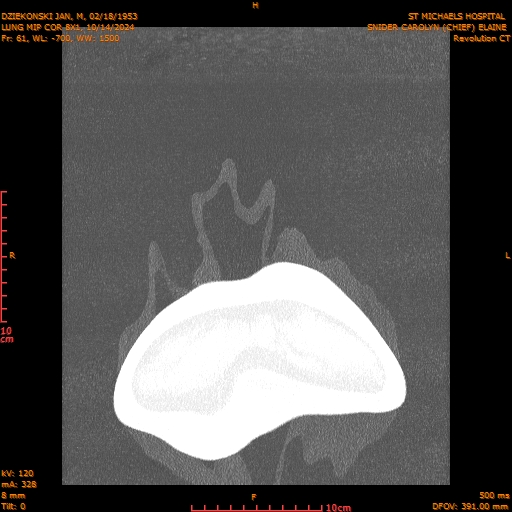 H
DZIEKONSKI JAN, M, 02/18/1953
ST MICHAELS HOSPITAL
LUNG MIP COR 8X1, 10/14/2024
SNIDER CAROLYN (CHIEF) ELAINE
Fr: 61, WL: -700, WW: 1500
Revolution CT
R
L
10
cm
kV: 120
mA: 328
8 mm
Tilt: 0
F
10cm
500 ms
DFOV: 391.00 mm